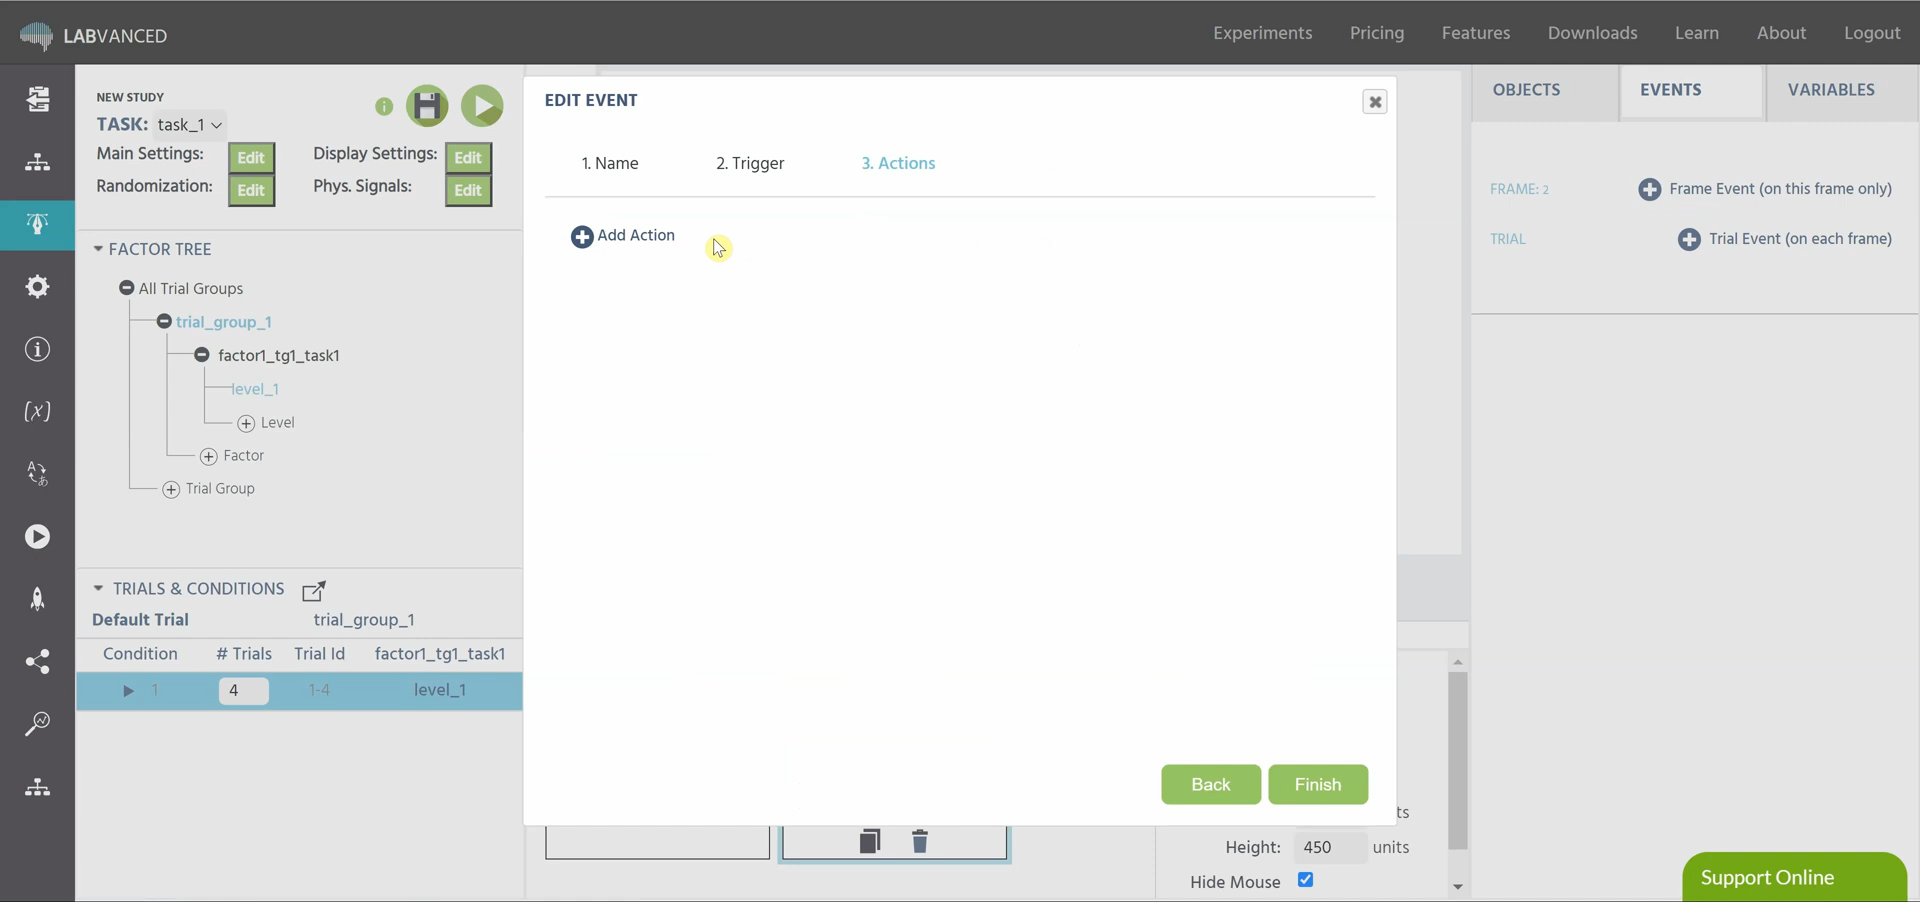 LABVANCED
Experiments Pricing Features Downloads Learn About Logout
NEW STUDY
TASK: task_1
Main Settings: Edit Display Settings: Edit
Randomization: Edit Phys. Signals: Edit
FACTOR TREE
All Trial Groups
trial_group_1
factor1_tg1_task1
level_1
Level
Factor
Trial Group
TRIALS & CONDITIONS
Default Trial trial_group_1
Condition # Trials Trial Id factor1_tg1_task1
1 4 1-4 level_1
EDIT EVENT
1. Name 2. Trigger 3. Actions
Add Action
Back Finish
ts
Height: 450 units
Hide Mouse
OBJECTS EVENTS VARIABLES
FRAME: 2 Frame Event (on this frame only)
TRIAL Trial Event (on each frame)
Support Online